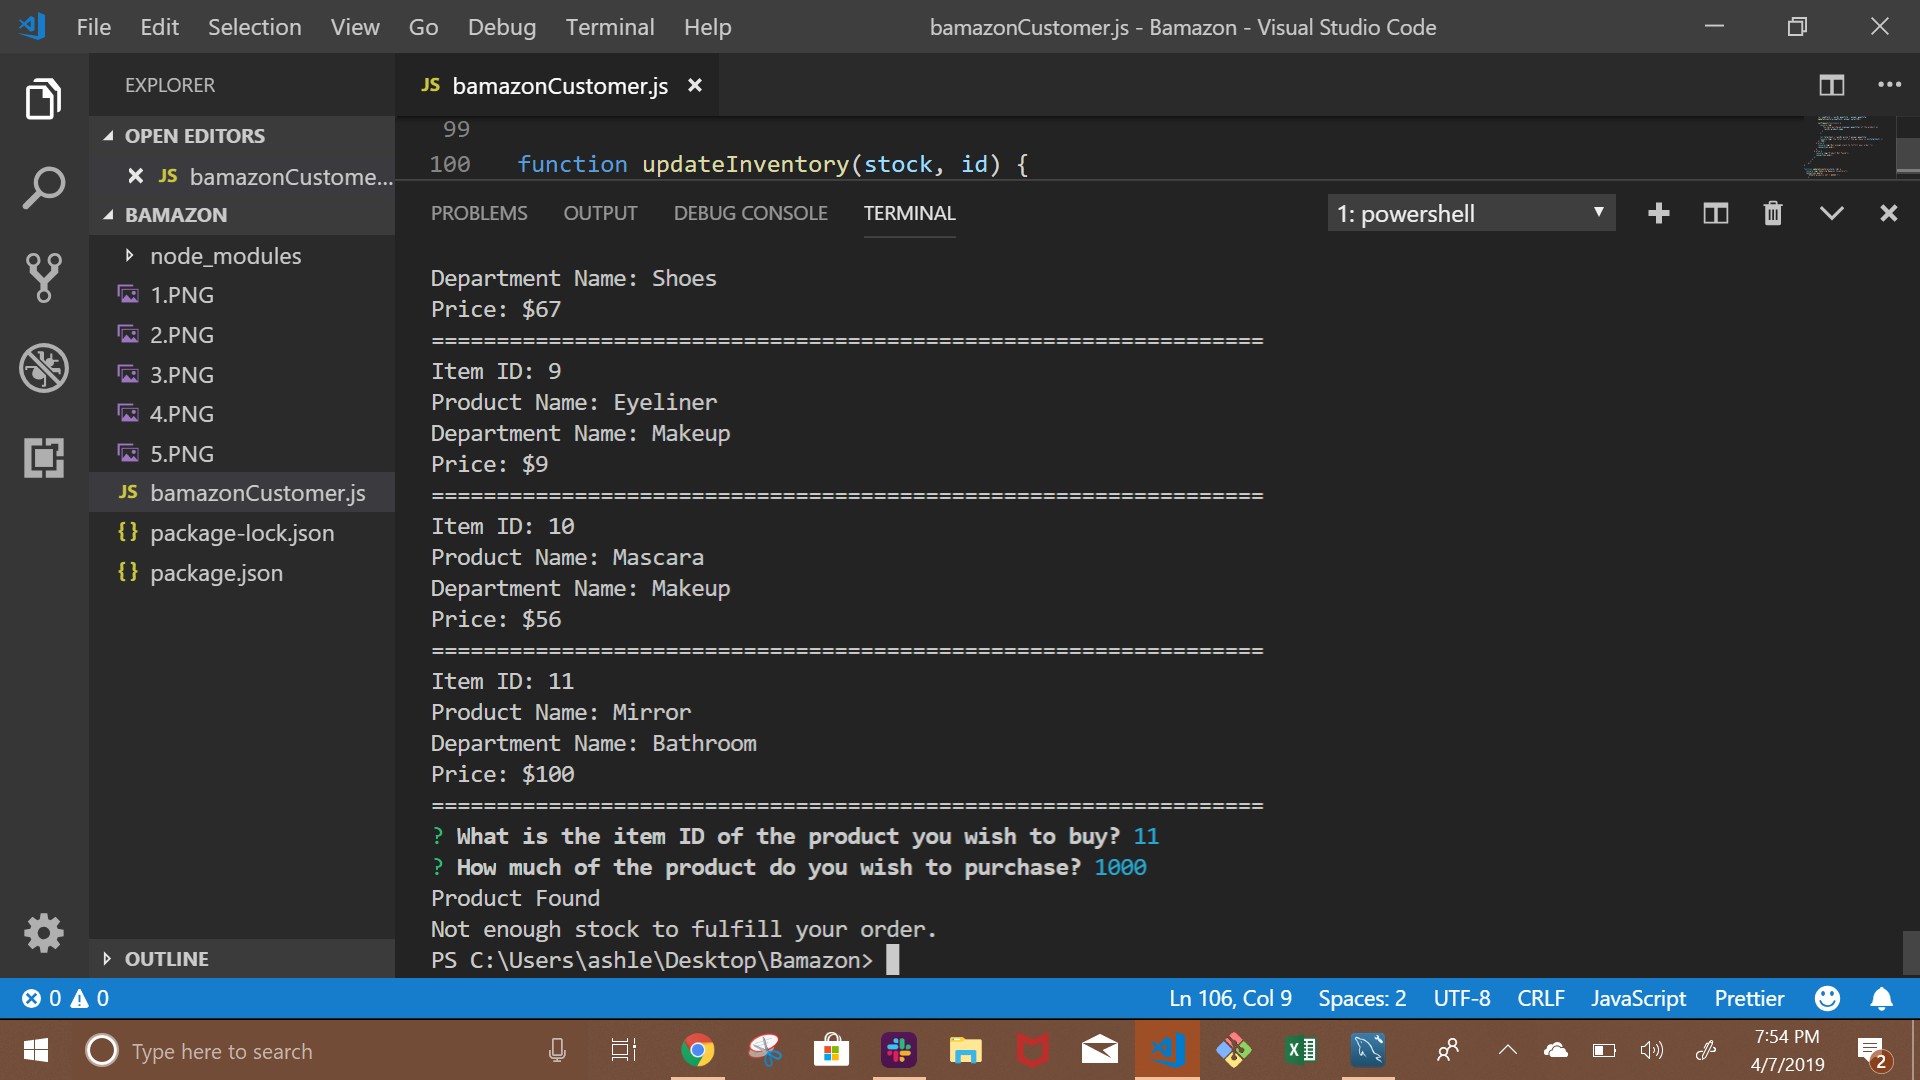 File Edit Selection View Go Debug Terminal Help
bamazonCustomer.js - Bamazon - Visual Studio Code
EXPLORER
OPEN EDITORS
JS bamazonCustome...
BAMAZON
node_modules
1.PNG
2.PNG
3.PNG
4.PNG
5.PNG
JS bamazonCustomer.js
{ } package-lock.json
{ } package.json
OUTLINE
JS bamazonCustomer.js
99
100 function updateInventory(stock, id) {
PROBLEMS OUTPUT DEBUG CONSOLE TERMINAL
1: powershell
Department Name: Shoes
Price: $67
================================================================
Item ID: 9
Product Name: Eyeliner
Department Name: Makeup
Price: $9
================================================================
Item ID: 10
Product Name: Mascara
Department Name: Makeup
Price: $56
================================================================
Item ID: 11
Product Name: Mirror
Department Name: Bathroom
Price: $100
================================================================
? What is the item ID of the product you wish to buy? 11
? How much of the product do you wish to purchase? 1000
Product Found
Not enough stock to fulfill your order.
PS C:\Users\ashle\Desktop\Bamazon>
0 0
Ln 106, Col 9 Spaces: 2 UTF-8 CRLF JavaScript Prettier
Type here to search
7:54 PM
4/7/2019
2